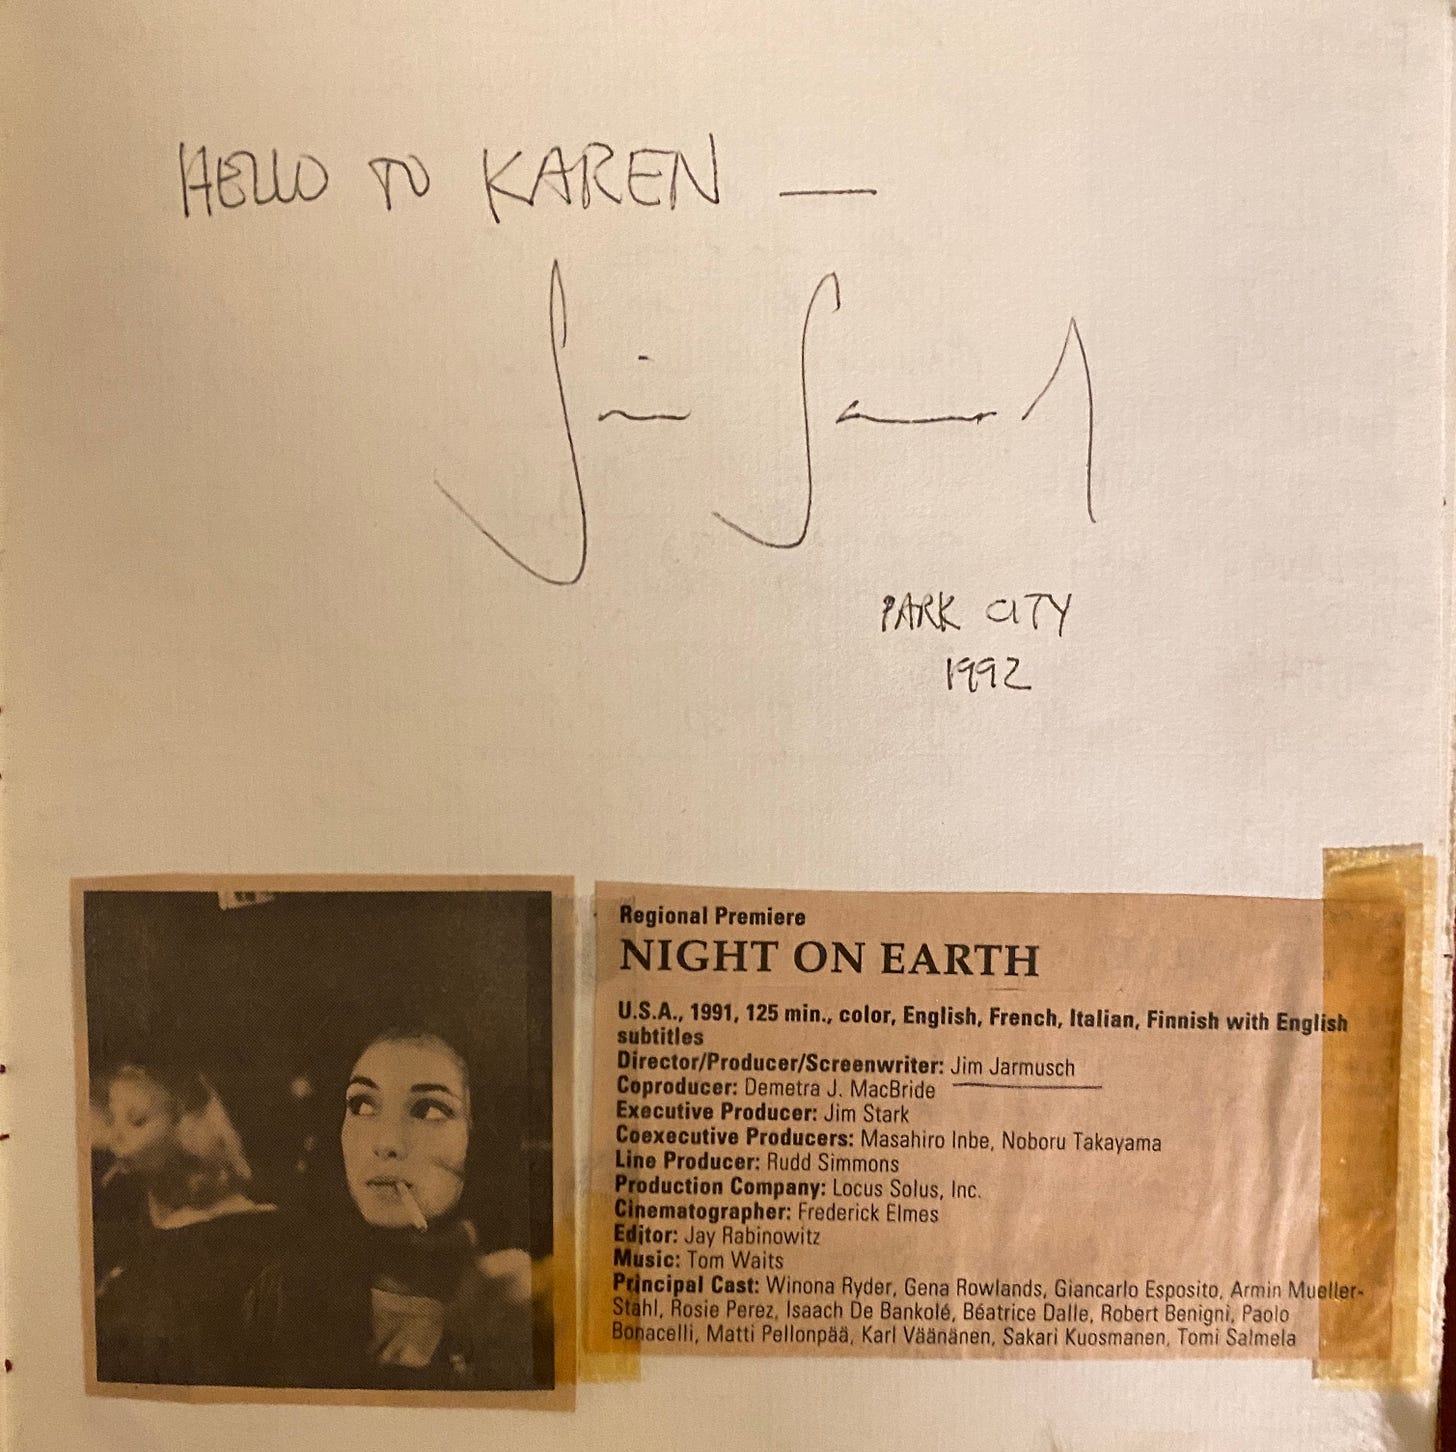 HELLO TO KAREN —
Jim Jarmusch
PARK CITY
1992
Regional Premiere
NIGHT ON EARTH
U.S.A., 1991, 125 min., color, English, French, Italian, Finnish with English
subtitles
Director/Producer/Screenwriter: Jim Jarmusch
Coproducer: Demetra J. MacBride
Executive Producer: Jim Stark
Coexecutive Producers: Masahiro Inbe, Noboru Takayama
Line Producer: Rudd Simmons
Production Company: Locus Solus, Inc.
Cinematographer: Frederick Elmes
Editor: Jay Rabinowitz
Music: Tom Waits
Principal Cast: Winona Ryder, Gena Rowlands, Giancarlo Esposito, Armin Mueller-
Stahl, Rosie Perez, Isaach De Bankolé, Béatrice Dalle, Robert Benigni, Paolo
Bonacelli, Matti Pellonpää, Karl Väänänen, Sakari Kuosmanen, Tomi Salmela